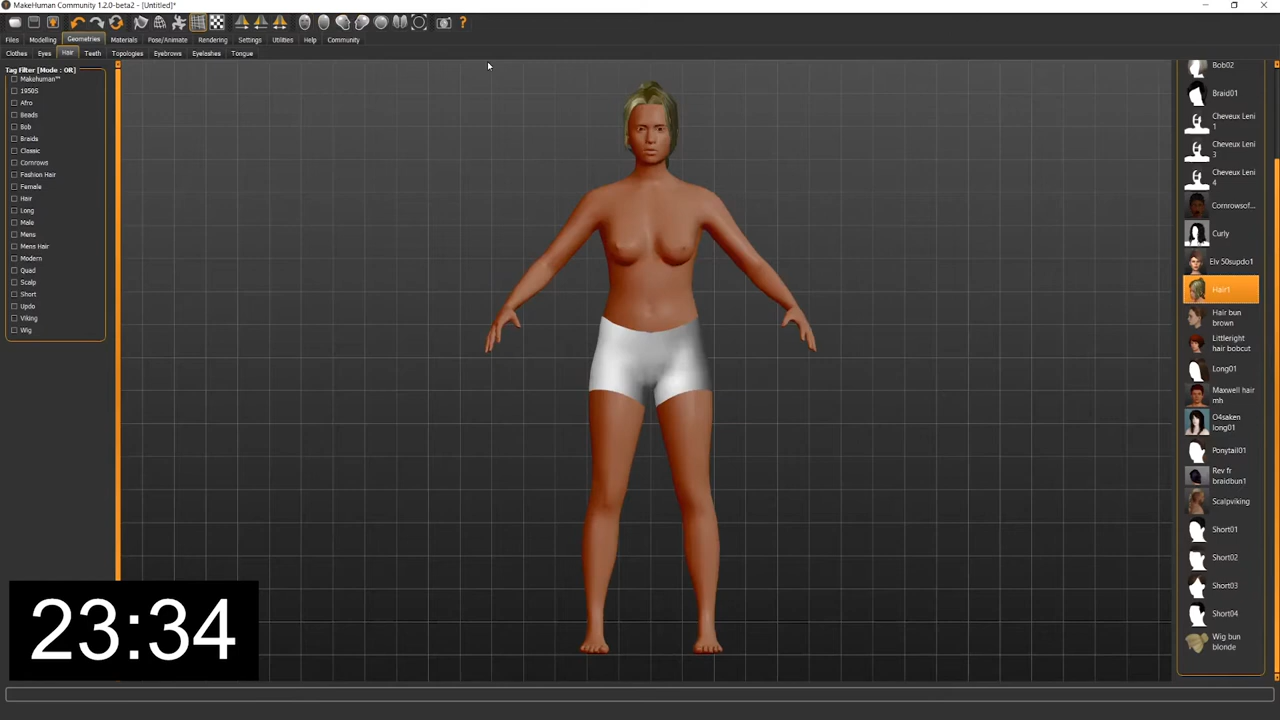 MakeHuman Community 1.2.0-beta2 - [Untitled]*
Files Modelling Geometries Materials Pose/Animate Rendering Settings Utilities Help Community
Clothes Eyes Hair Teeth Topologies Eyebrows Eyelashes Tongue
Tag Filter [Mode : OR]
Makehuman™
1950S
Afro
Beads
Bob
Braids
Classic
Cornrows
Fashion Hair
Female
Hair
Long
Male
Mens
Mens Hair
Modern
Quad
Scalp
Short
Updo
Viking
Wig
23:34
Bob02
Braid01
Cheveux Leni
1
Cheveux Leni
3
Cheveux Leni
4
Cornrowsof...
Curly
Elv 50supdo1
Hair1
Hair bun
brown
Littleright
hair bobcut
Long01
Maxwell hair
mh
O4saken
long01
Ponytail01
Rev fr
braidbun1
Scalpviking
Short01
Short02
Short03
Short04
Wig bun
blonde